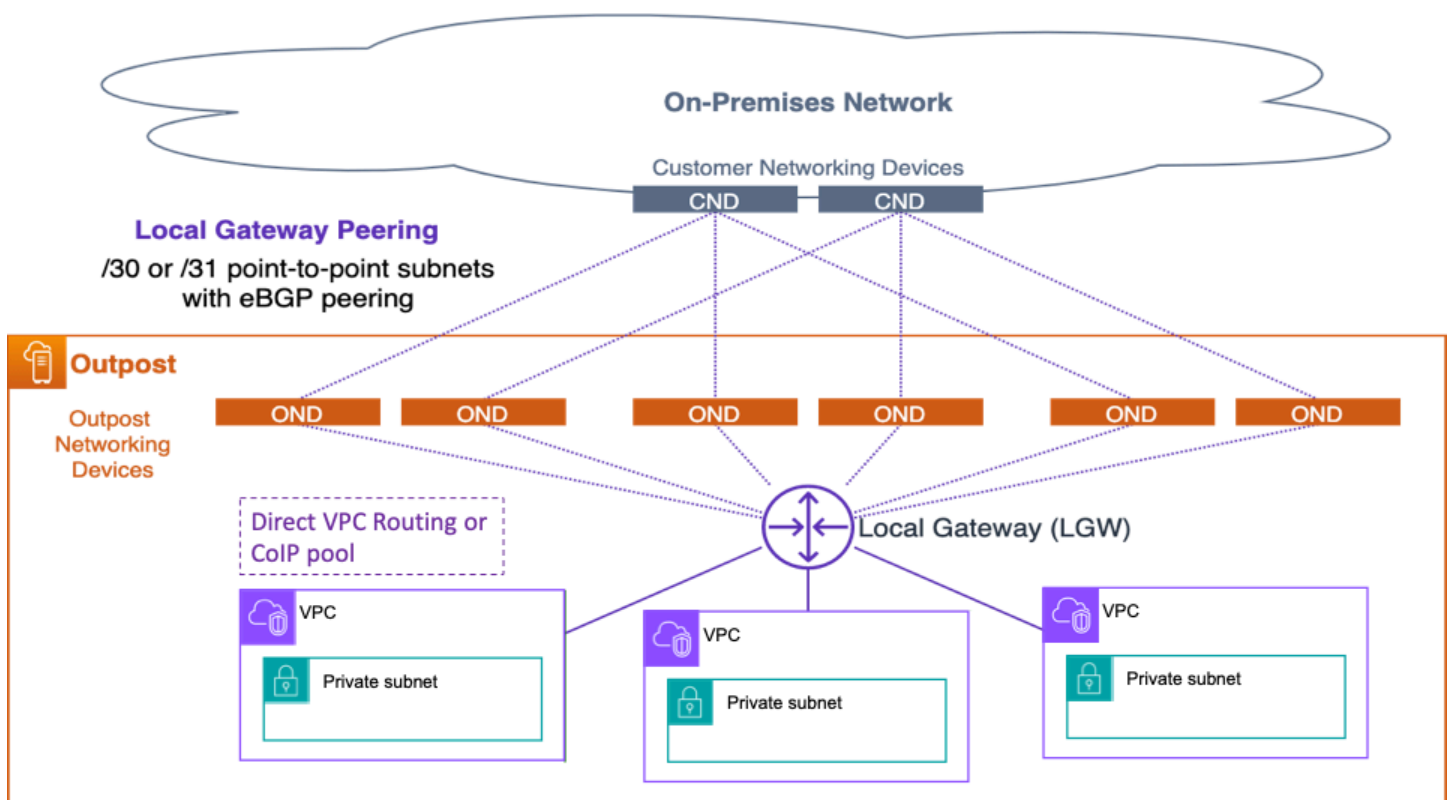 On-Premises Network
Customer Networking Devices
CND
CND
Local Gateway Peering
/30 or /31 point-to-point subnets
with eBGP peering
Outpost
Outpost
Networking
Devices
OND
OND
OND
OND
OND
OND
Direct VPC Routing or
CoIP pool
Local Gateway (LGW)
VPC
Private subnet
VPC
Private subnet
VPC
Private subnet